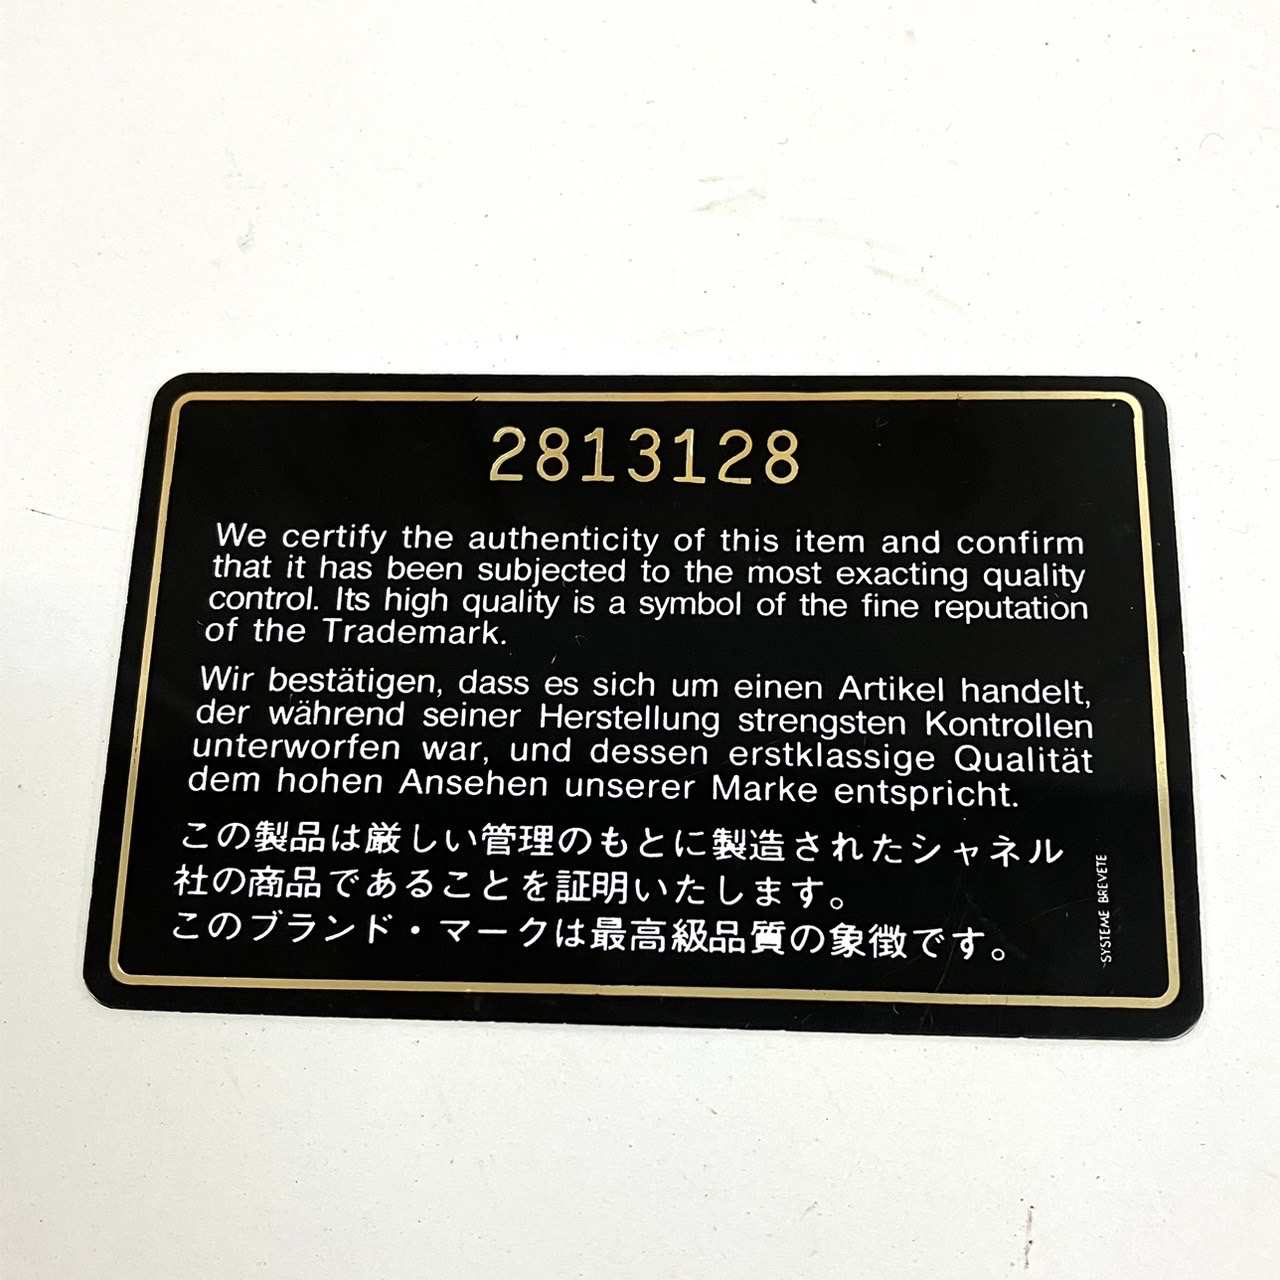 2813128
We certify the authenticity of this item and confirm
that it has been subjected to the most exacting quality
control. Its high quality is a symbol of the fine reputation
of the Trademark.
Wir bestätigen, dass es sich um einen Artikel handelt,
der während seiner Herstellung strengsten Kontrollen
unterworfen war, und dessen erstklassige Qualität
dem hohen Ansehen unserer Marke entspricht.
この製品は厳しい管理のもとに製造されたシャネル
社の商品であることを証明いたします。
このブランド・マークは最高級品質の象徴です。
SYSTEME BREVETE